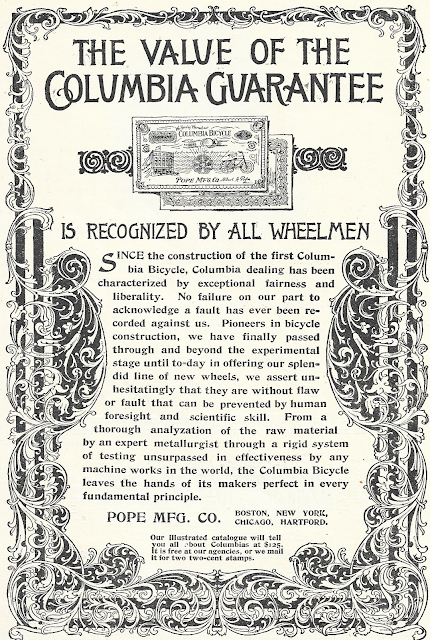 THE VALUE OF THE
COLUMBIA GUARANTEE
COLUMBIA BICYCLE
POPE MFG. CO.
IS RECOGNIZED BY ALL WHEELMEN
SINCE the construction of the first Colum-
bia Bicycle, Columbia dealing has been
characterized by exceptional fairness and
liberality. No failure on our part to
acknowledge a fault has ever been re-
corded against us. Pioneers in bicycle
construction, we have finally passed
through and beyond the experimental
stage until to-day in offering our splen-
did line of new wheels, we assert un-
hesitatingly that they are without flaw
or fault that can be prevented by human
foresight and scientific skill. From a
thorough analyzation of the raw material
by an expert metallurgist through a rigid system
of testing unsurpassed in effectiveness by any
machine works in the world, the Columbia Bicycle
leaves the hands of its makers perfect in every
fundamental principle.
POPE MFG. CO. BOSTON, NEW YORK,
CHICAGO, HARTFORD.
Our illustrated catalogue will tell
you all about Columbias at $125
It is free at our agencies, or we mail
it for two two-cent stamps.